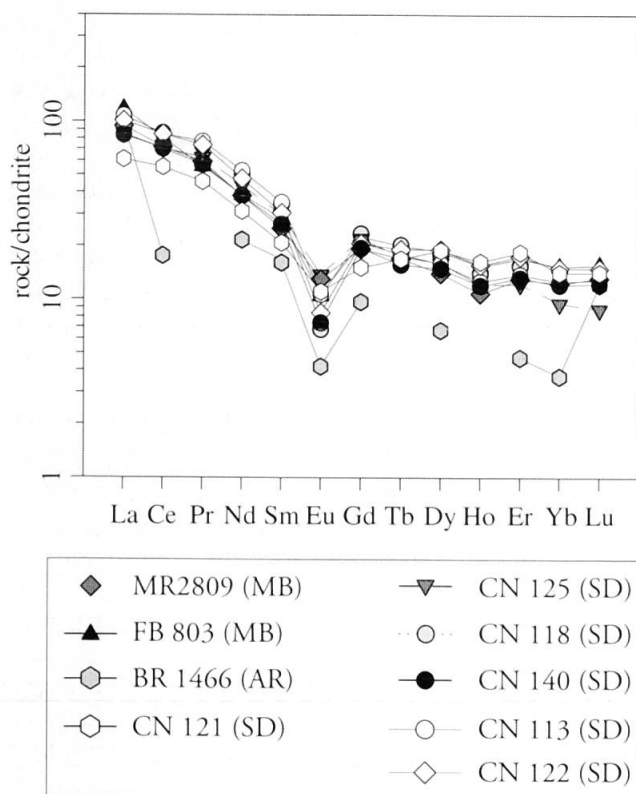 100
rock/chondrite
10
1
La Ce Pr Nd Sm Eu Gd Tb Dy Ho Er Yb Lu
MR2809 (MB)
FB 803 (MB)
BR 1466 (AR)
CN 121 (SD)
CN 125 (SD)
CN 118 (SD)
CN 140 (SD)
CN 113 (SD)
CN 122 (SD)